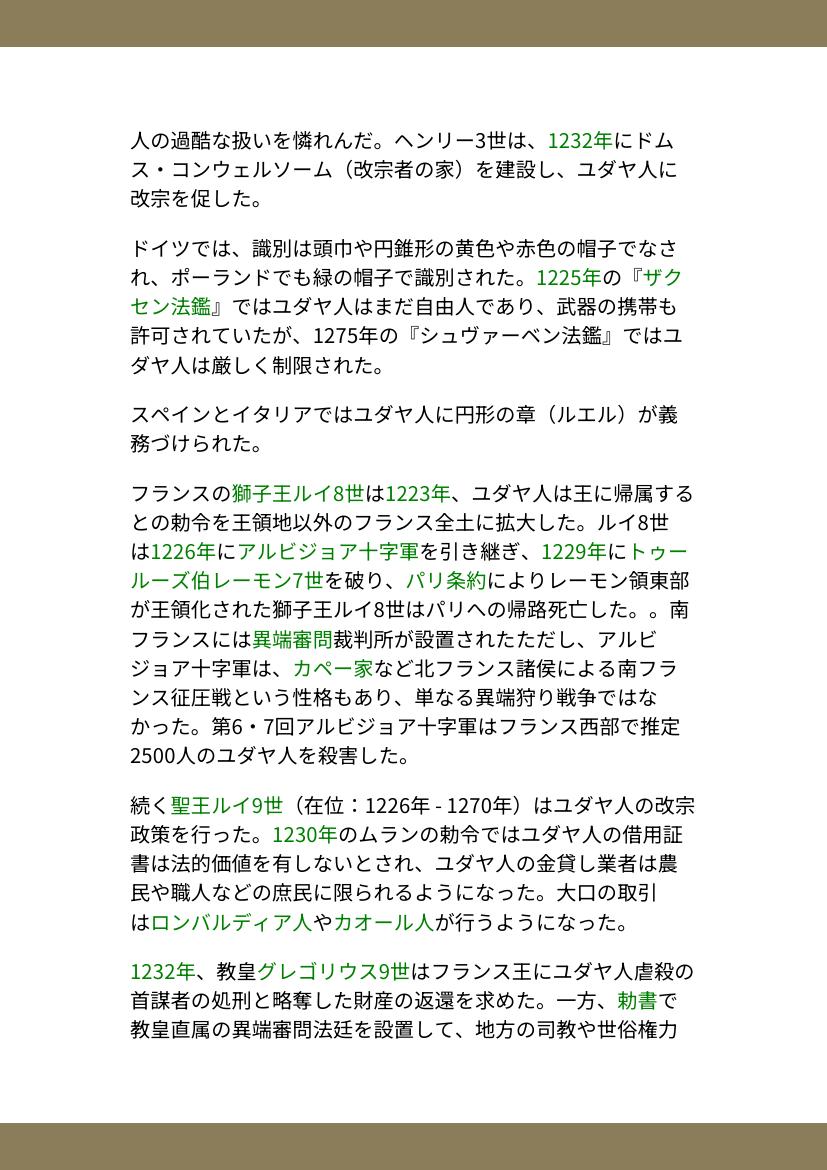 人の過酷な扱いを憐れんだ。ヘンリー3世は、1232年にドム
ス・コンウェルソーム（改宗者の家）を建設し、ユダヤ人に
改宗を促した。
ドイツでは、識別は頭巾や円錐形の黄色や赤色の帽子でなさ
れ、ポーランドでも緑の帽子で識別された。1225年の『ザク
セン法鑑』ではユダヤ人はまだ自由人であり、武器の携帯も
許可されていたが、1275年の『シュヴァーベン法鑑』ではユ
ダヤ人は厳しく制限された。
スペインとイタリアではユダヤ人に円形の章（ルエル）が義
務づけられた。
フランスの獅子王ルイ8世は1223年、ユダヤ人は王に帰属する
との勅令を王領地以外のフランス全土に拡大した。ルイ8世
は1226年にアルビジョア十字軍を引き継ぎ、1229年にトゥー
ルーズ伯レーモン7世を破り、パリ条約によりレーモン領東部
が王領化された獅子王ルイ8世はパリへの帰路死亡した。。南
フランスには異端審問裁判所が設置されたただし、アルビ
ジョア十字軍は、カペー家など北フランス諸侯による南フラ
ンス征圧戦という性格もあり、単なる異端狩り戦争ではな
かった。第6・7回アルビジョア十字軍はフランス西部で推定
2500人のユダヤ人を殺害した。
続く聖王ルイ9世（在位：1226年 - 1270年）はユダヤ人の改宗
政策を行った。1230年のムランの勅令ではユダヤ人の借用証
書は法的価値を有しないとされ、ユダヤ人の金貸し業者は農
民や職人などの庶民に限られるようになった。大口の取引
はロンバルディア人やカオール人が行うようになった。
1232年、教皇グレゴリウス9世はフランス王にユダヤ人虐殺の
首謀者の処刑と略奪した財産の返還を求めた。一方、勅書で
教皇直属の異端審問法廷を設置して、地方の司教や世俗権力